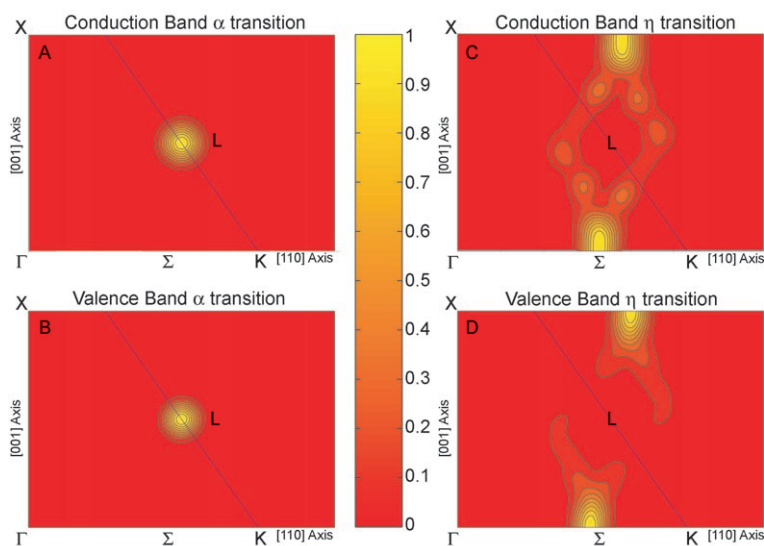 Conduction Band α transition
X
A
L
[001] Axis
Γ
Σ
K
[110] Axis
Valence Band α transition
X
B
L
[001] Axis
Γ
Σ
K
[110] Axis
1
0.9
0.8
0.7
0.6
0.5
0.4
0.3
0.2
0.1
0
Conduction Band η transition
X
C
L
[001] Axis
Γ
Σ
K
[110] Axis
Valence Band η transition
X
D
L
[001] Axis
Γ
Σ
K
[110] Axis